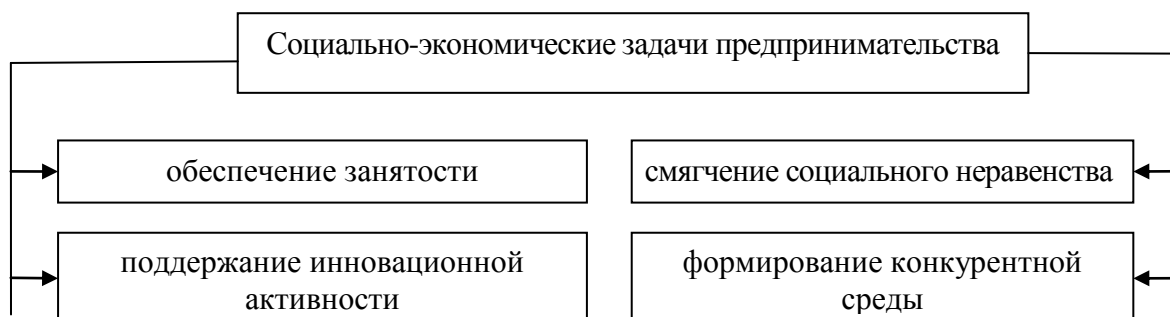 Социально-экономические задачи предпринимательства
обеспечение занятости
смягчение социального неравенства
поддержание инновационной
активности
формирование конкурентной
среды